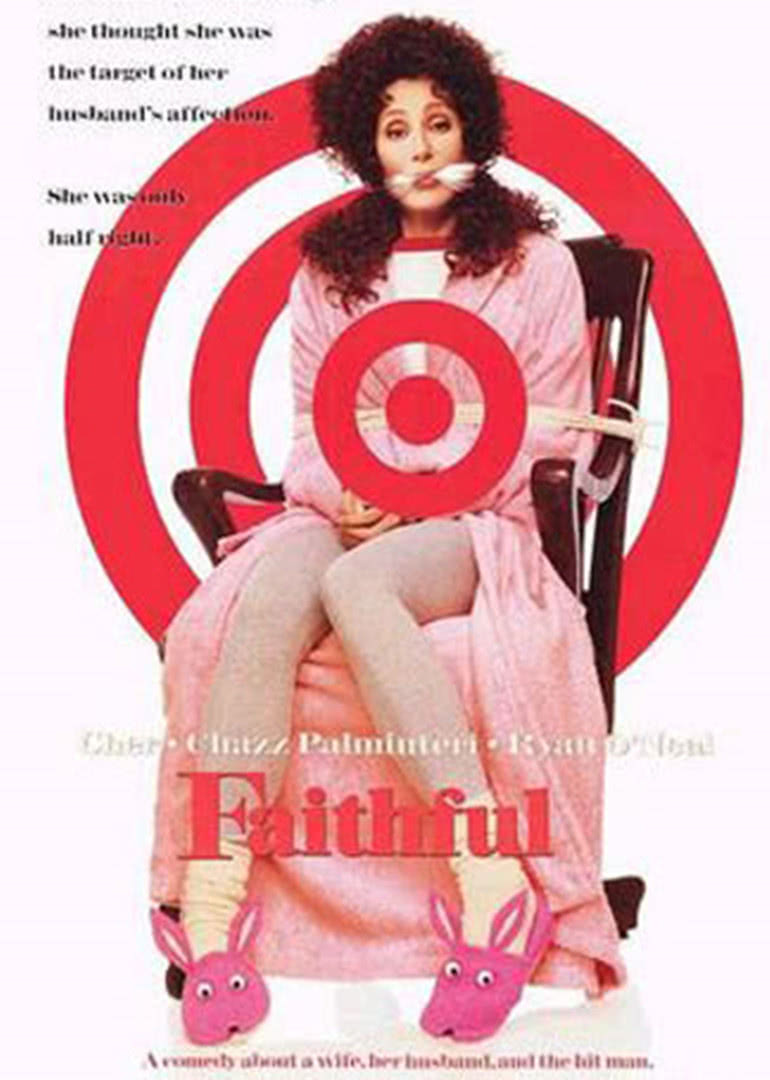 she thought she was
the target of her
husband's affection.
She was only
half right.
Cher • Chazz Palminteri • Ryan O'Neal
Faithful
A comedy about a wife, her husband, and the hit man.